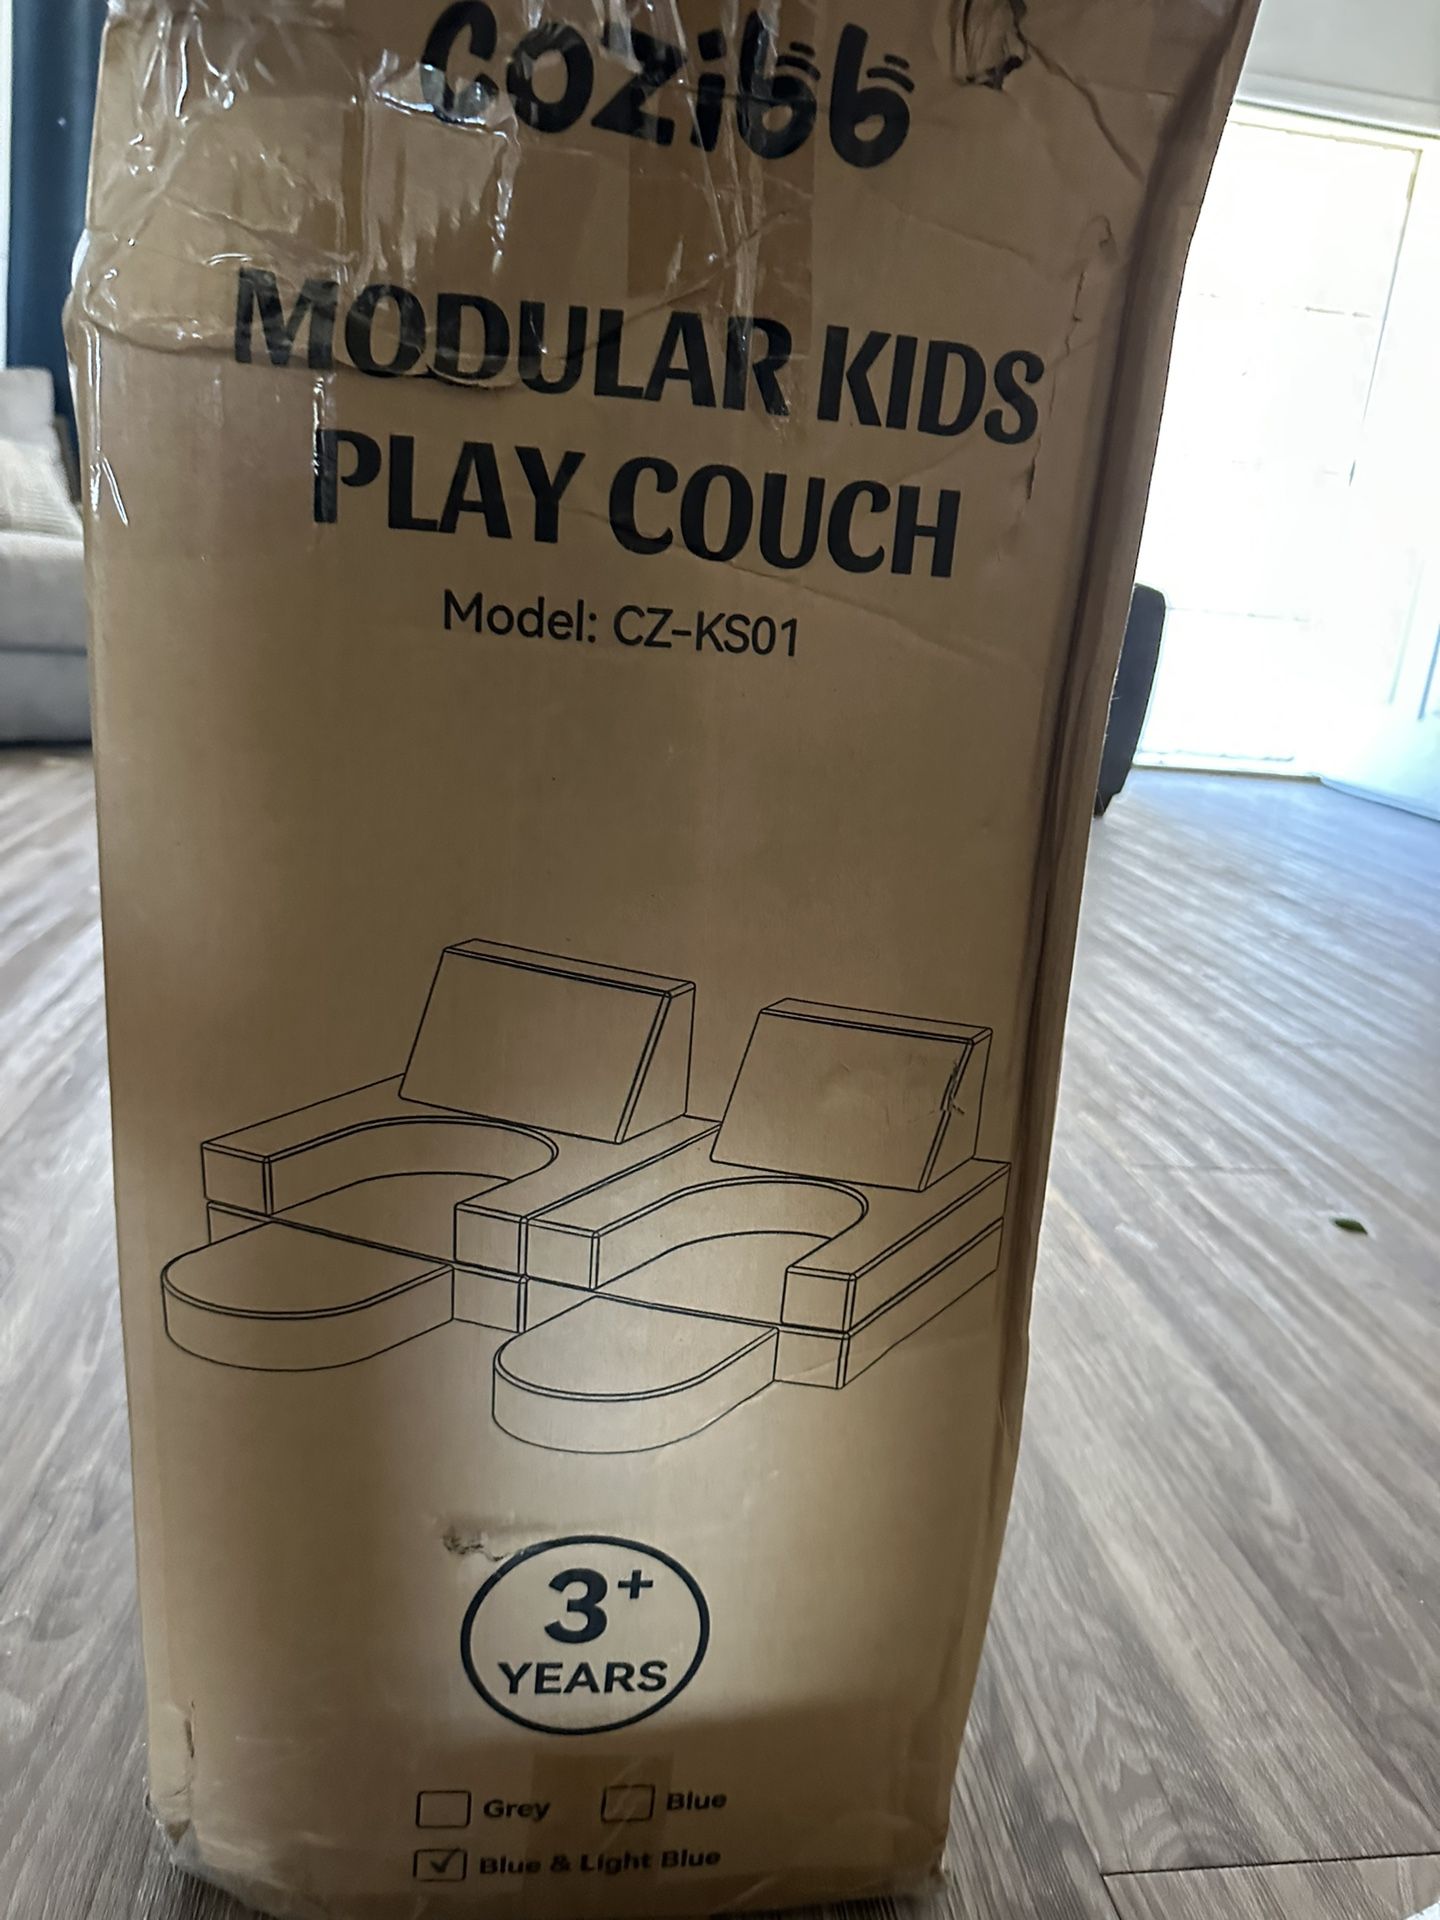 cozibb
MODULAR KIDS
PLAY COUCH
Model: CZ-KS01
3+
YEARS
Grey Blue
✓ Blue & Light Blue